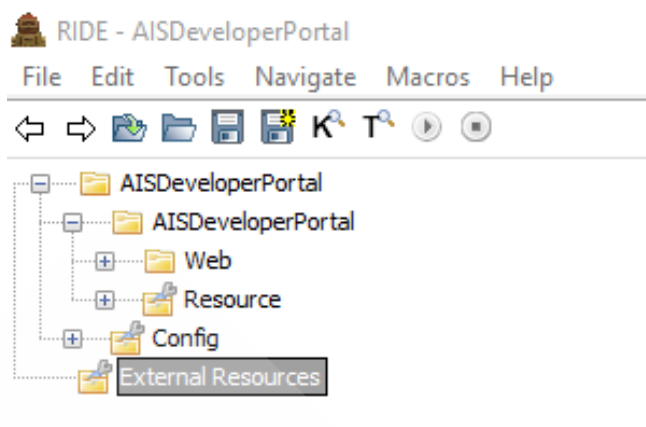 RIDE - AISDeveloperPortal
File Edit Tools Navigate Macros Help
K T
AISDeveloperPortal
AISDeveloperPortal
Web
Resource
Config
External Resources